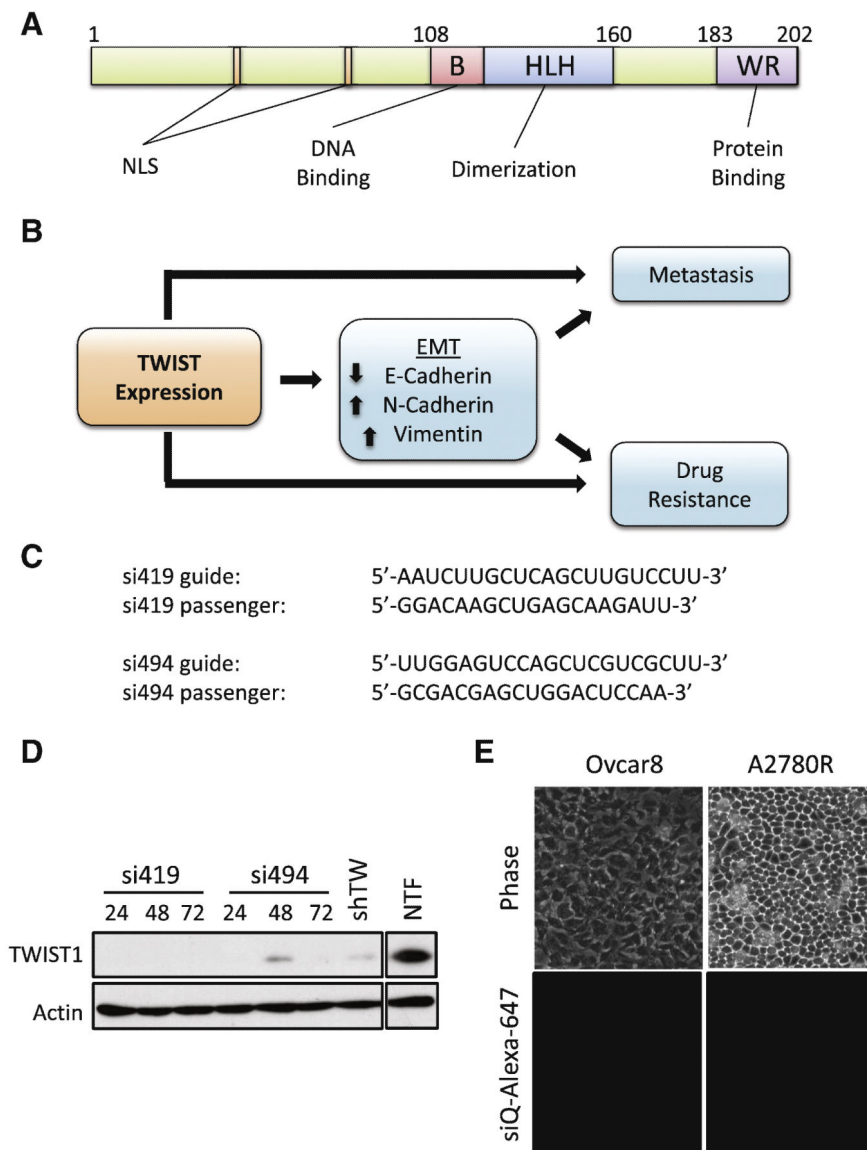 A
1 108 160 183 202
B HLH WR
NLS
DNA
Binding
Dimerization
Protein
Binding
B
Metastasis
TWIST
Expression
EMT
E-Cadherin
N-Cadherin
Vimentin
Drug
Resistance
C
si419 guide: 5’-AAUCUUGCUCAGCUUGUCCUU-3’
si419 passenger: 5’-GGACAAGCUGAGCAAGAUU-3’
si494 guide: 5’-UUGGAGUCCAGCUCGUCGCUU-3’
si494 passenger: 5’-GCGACGAGCUGGACUCCAA-3’
D
si419 si494 shTW NTF
24 48 72 24 48 72
TWIST1
Actin
E
Ovcar8 A2780R
Phase
siQ-Alexa-647